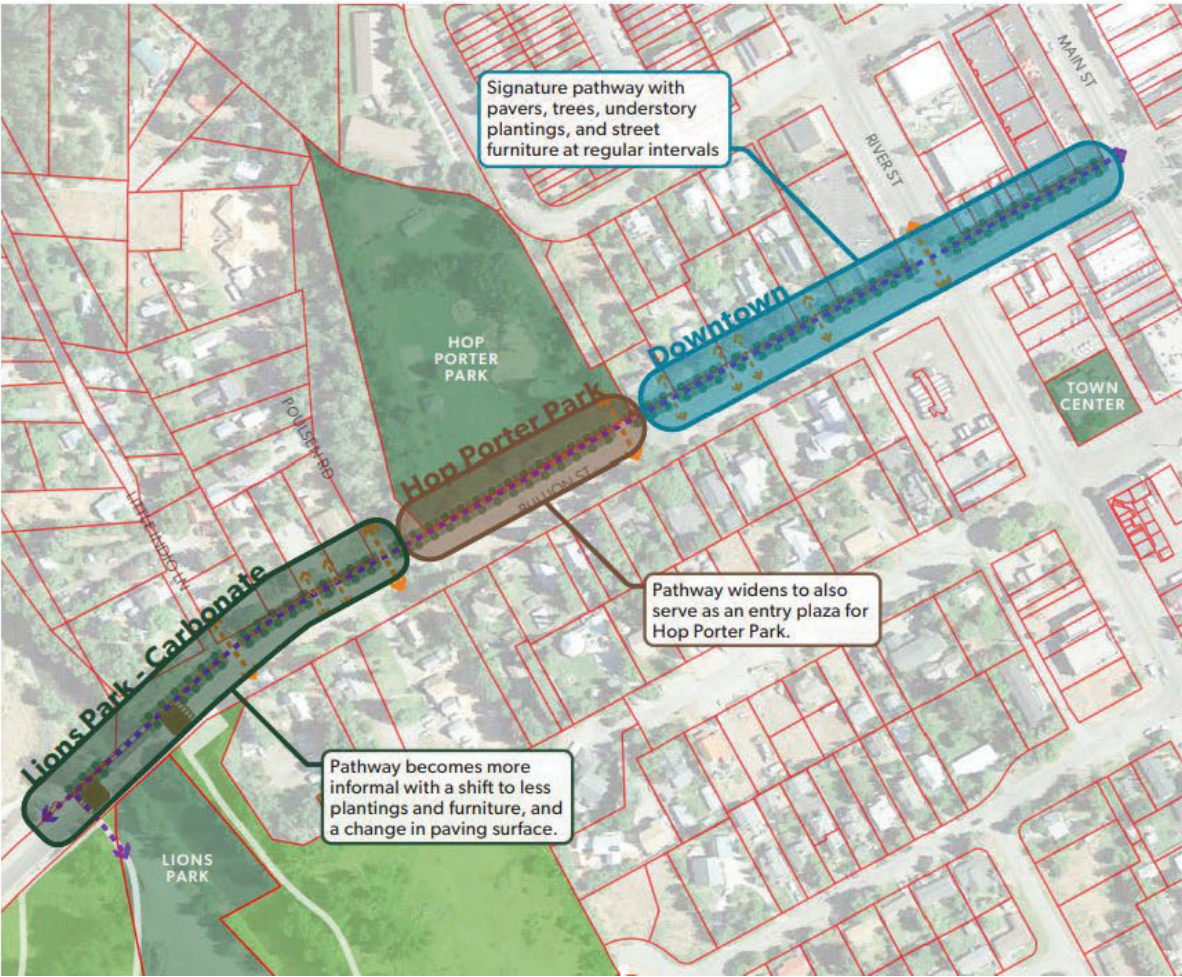 MAIN ST
Signature pathway with
pavers, trees, understory
plantings, and street
furniture at regular intervals
RIVER ST
Downtown
HOP
PORTER
PARK
TOWN
CENTER
Hop Porter Park
POULSEN RD
BULLION ST
LITTLE INDIO LN
Pathway widens to also
serve as an entry plaza for
Hop Porter Park.
Lions Park - Carbonate
Pathway becomes more
informal with a shift to less
plantings and furniture, and
a change in paving surface.
LIONS
PARK